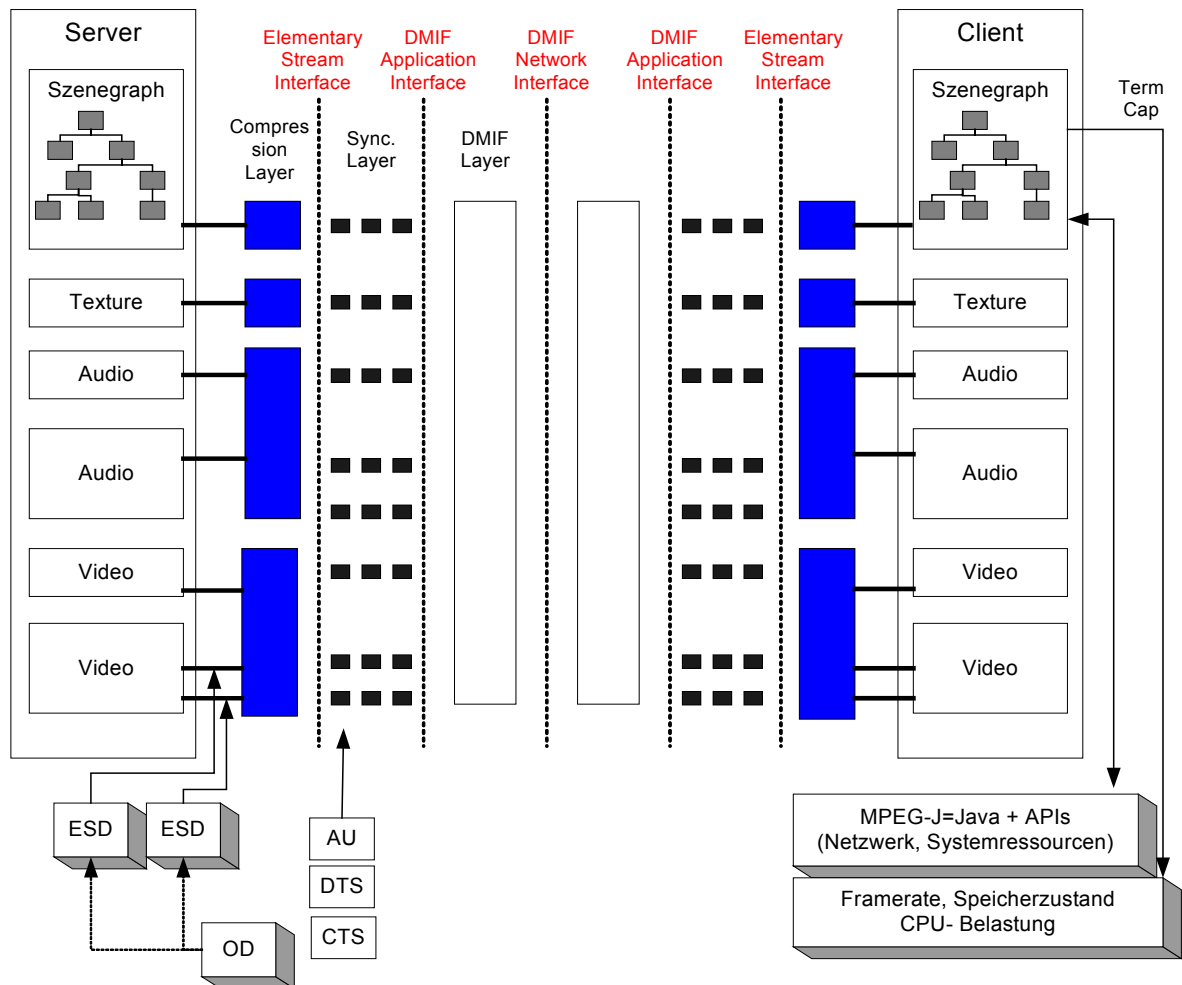 Server
Elementary
Stream
Interface
DMIF
Application
Interface
DMIF
Network
Interface
DMIF
Application
Interface
Elementary
Stream
Interface
Client
Szenegraph
Compres
sion
Layer
Sync.
Layer
DMIF
Layer
Szenegraph
Term
Cap
Texture
Texture
Audio
Audio
Audio
Audio
Video
Video
Video
Video
ESD
ESD
OD
AU
DTS
CTS
MPEG-J=Java + APIs
(Netzwerk, Systemressourcen)
Framerate, Speicherzustand
CPU- Belastung